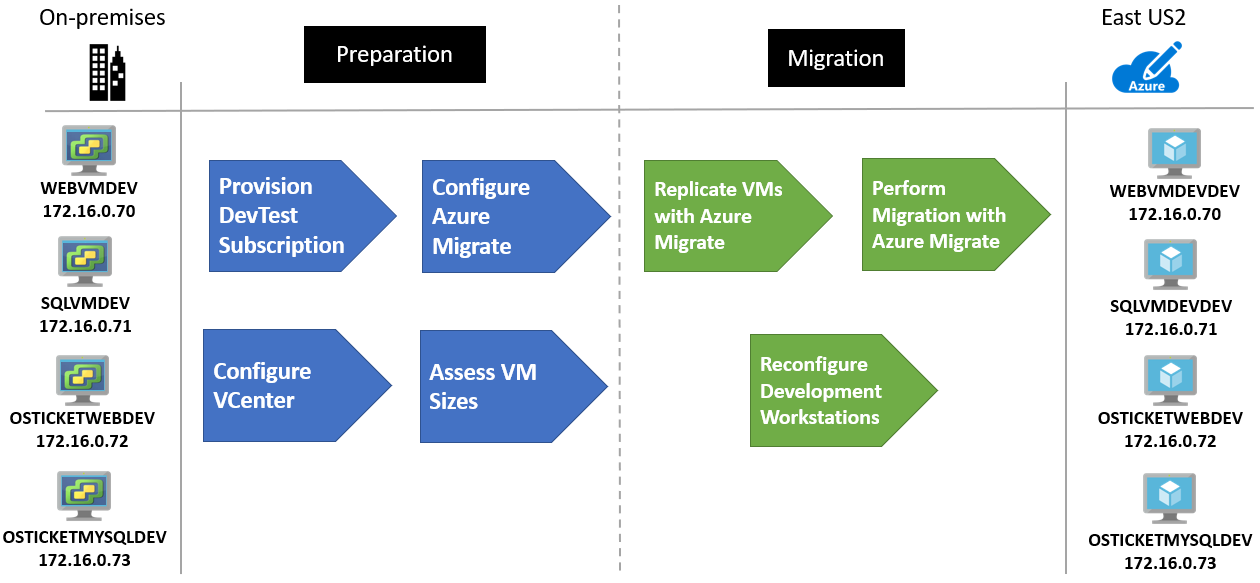 On-premises
Preparation
Migration
East US2
Azure
WEBVMDEV
172.16.0.70
SQLVMDEV
172.16.0.71
OSTICKETWEBDEV
172.16.0.72
OSTICKETMYSQLDEV
172.16.0.73
Provision
DevTest
Subscription
Configure
Azure
Migrate
Configure
VCenter
Assess VM
Sizes
Replicate VMs
with Azure
Migrate
Perform
Migration with
Azure Migrate
Reconfigure
Development
Workstations
WEBVMDEVDEV
172.16.0.70
SQLVMDEVDEV
172.16.0.71
OSTICKETWEBDEV
172.16.0.72
OSTICKETMYSQLDEV
172.16.0.73